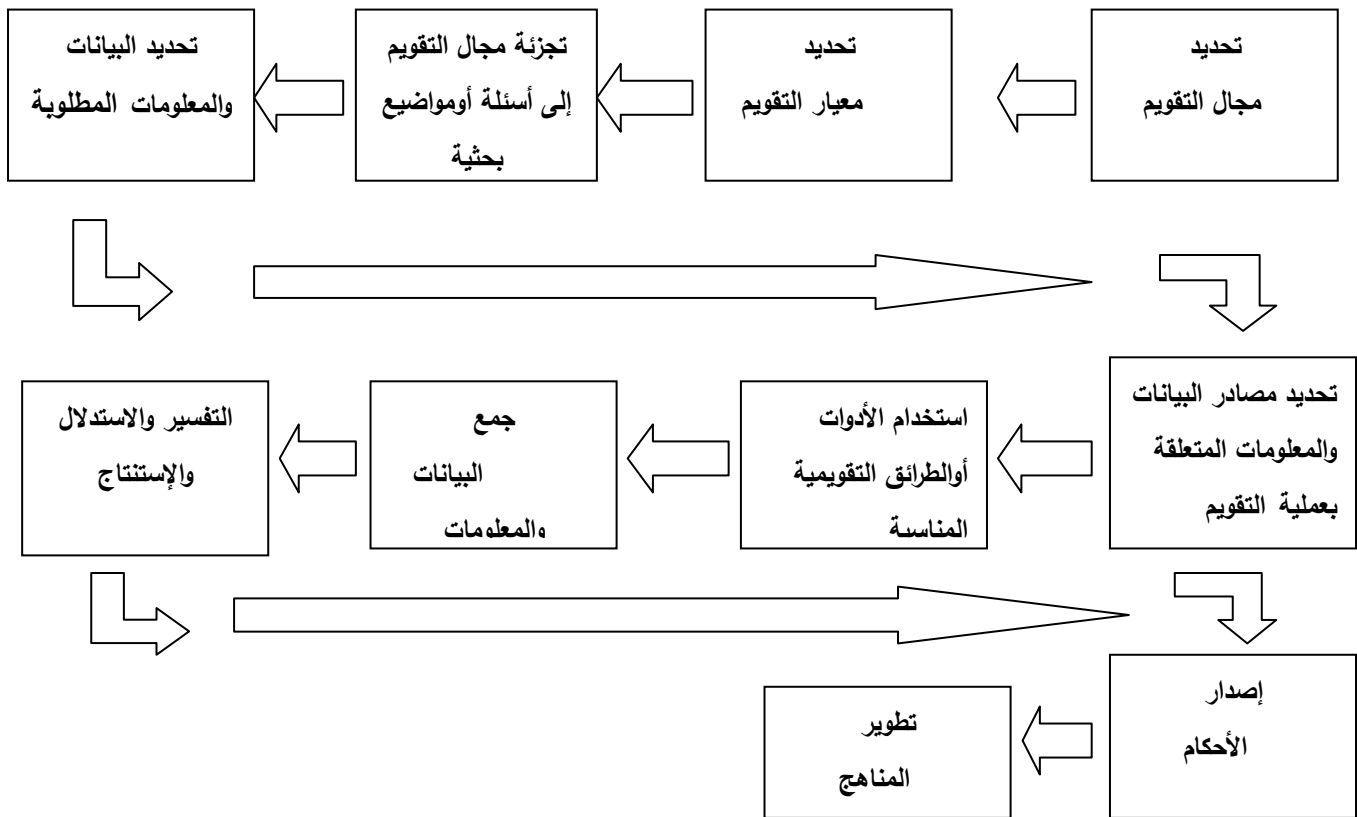 تحديد
مجال التقويم
تحديد
معيار التقويم
تجزئة مجال التقويم
إلى أسئلة أومواضيع
بحثية
تحديد البيانات
والمعلومات المطلوبة
تحديد مصادر البيانات
والمعلومات المتعلقة
بعملية التقويم
استخدام الأدوات
أوالطرائق التقويمية
المناسبة
جمع
البيانات
والمعلومات
التفسير والاستدلال
والإستنتاج
إصدار
الأحكام
تطوير
المناهج